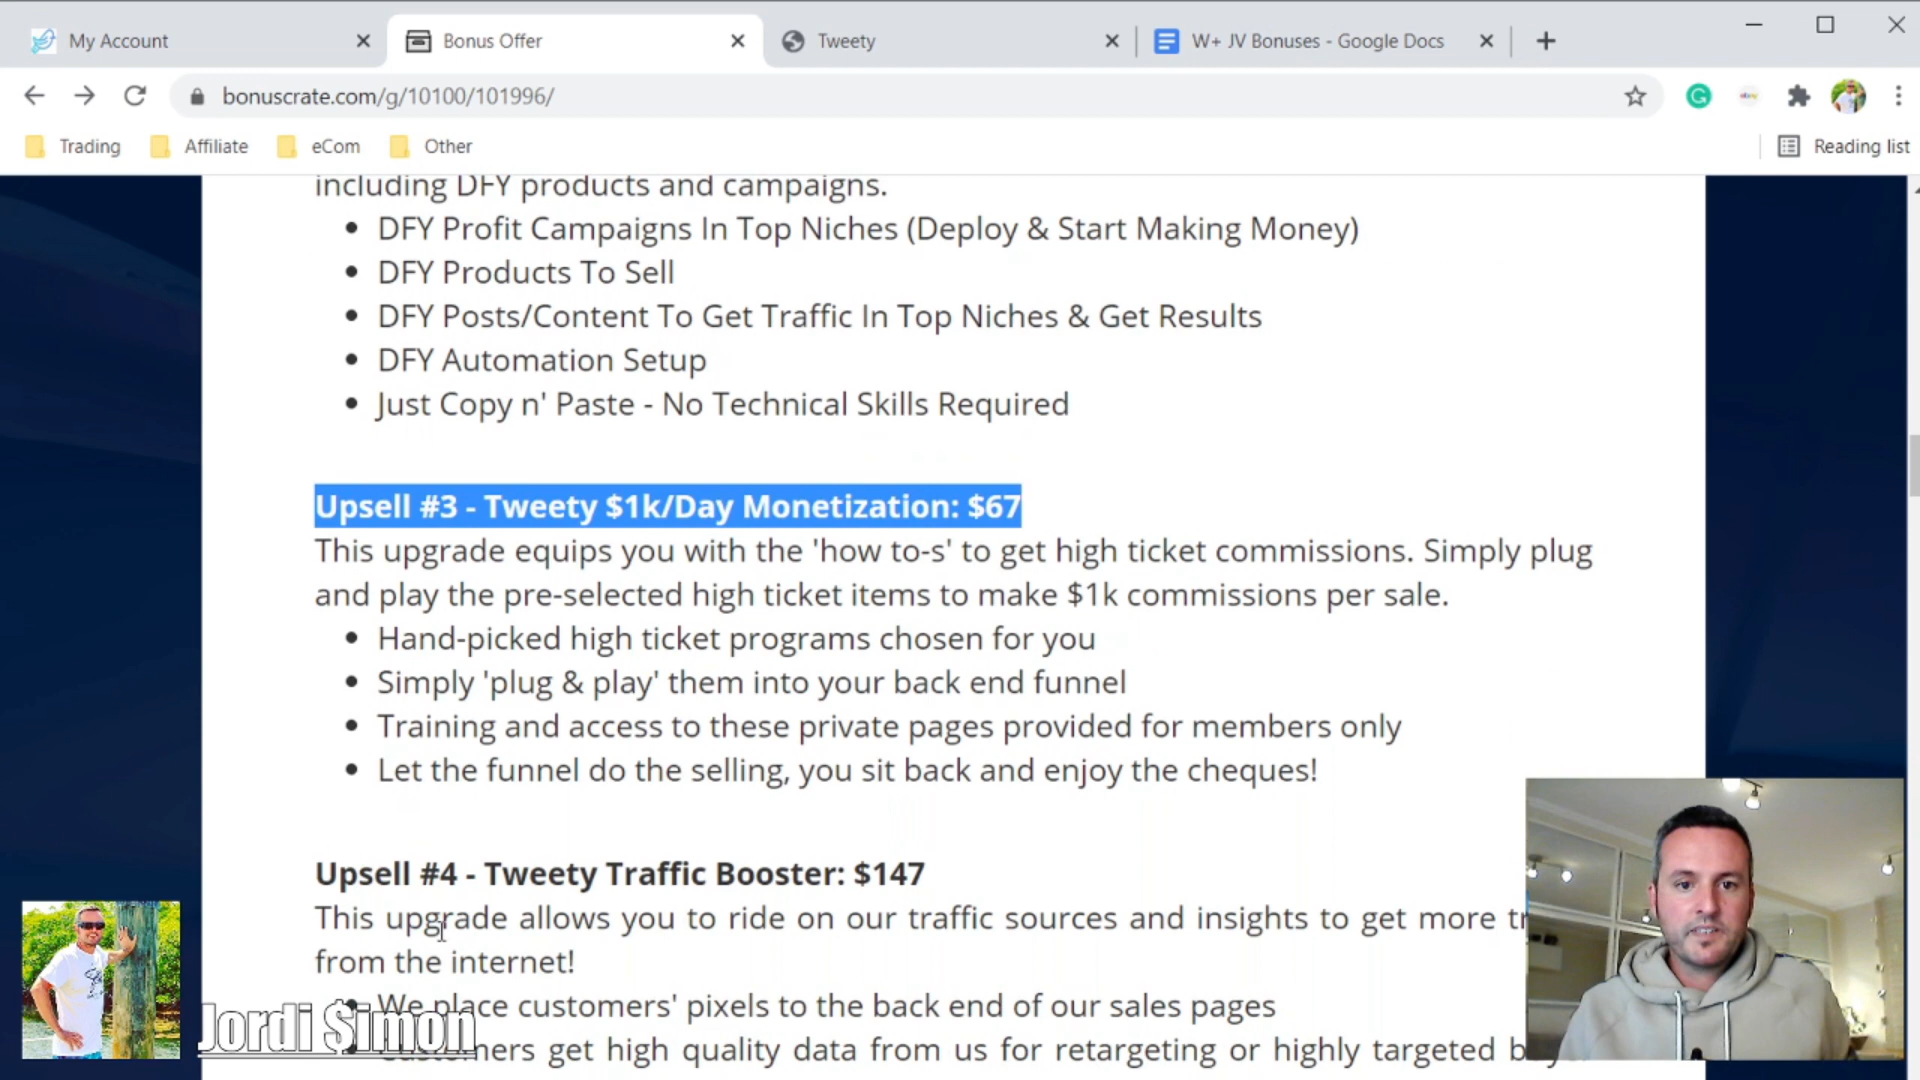 My Account
Bonus Offer
Tweety
W+ JV Bonuses - Google Docs
bonuscrate.com/g/10100/101996/
Trading
Affiliate
eCom
Other
Reading list
including DFY products and campaigns.
• DFY Profit Campaigns In Top Niches (Deploy & Start Making Money)
• DFY Products To Sell
• DFY Posts/Content To Get Traffic In Top Niches & Get Results
• DFY Automation Setup
• Just Copy n' Paste - No Technical Skills Required
Upsell #3 - Tweety $1k/Day Monetization: $67
This upgrade equips you with the 'how to-s' to get high ticket commissions. Simply plug
and play the pre-selected high ticket items to make $1k commissions per sale.
• Hand-picked high ticket programs chosen for you
• Simply 'plug & play' them into your back end funnel
• Training and access to these private pages provided for members only
• Let the funnel do the selling, you sit back and enjoy the cheques!
Upsell #4 - Tweety Traffic Booster: $147
This upgrade allows you to ride on our traffic sources and insights to get more
from the internet!
We place customers' pixels to the back end of our sales pages
Jordi $imon
Customers get high quality data from us for retargeting or highly targeted